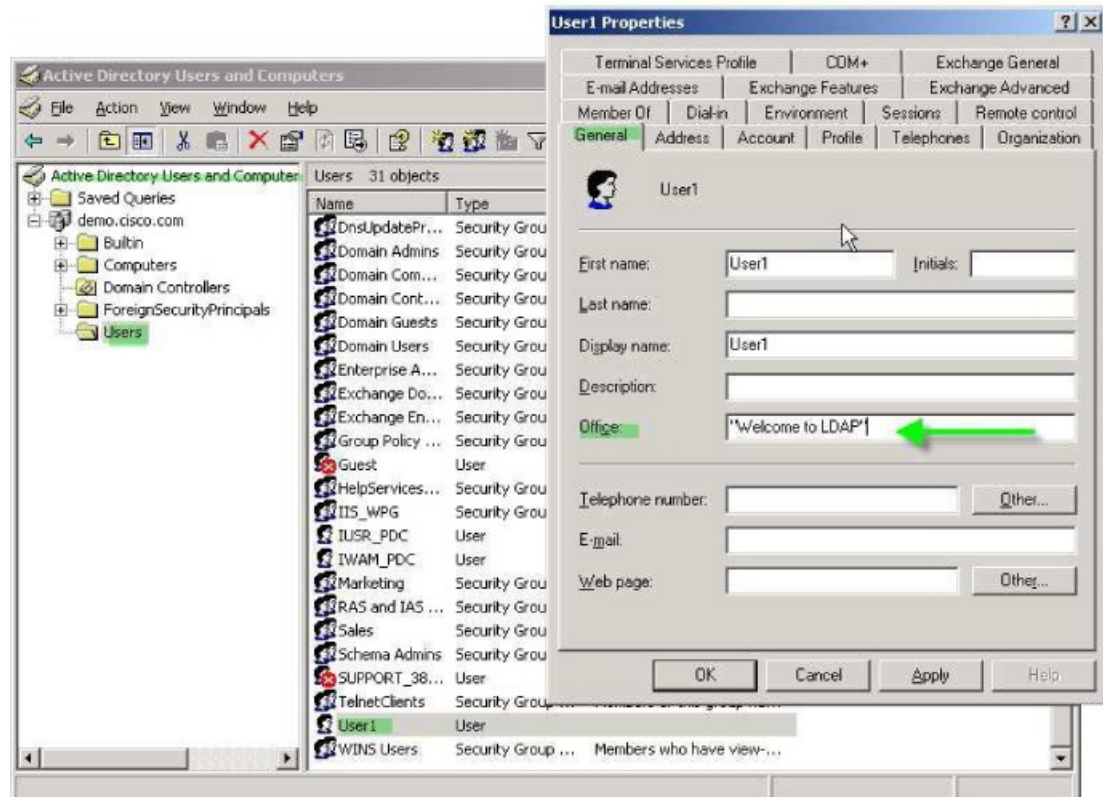 User1 Properties
Terminal Services Profile COM+ Exchange General
E-mail Addresses Exchange Features Exchange Advanced
Member Of Dial-in Environment Sessions Remote control
General Address Account Profile Telephones Organization
User1
First name: User1 Initials:
Last name:
Display name: User1
Description:
Office: "Welcome to LDAP"
Telephone number: Other...
E-mail:
Web page: Other...
OK Cancel Apply Help
Active Directory Users and Computers
File Action View Window Help
Active Directory Users and Computer
Saved Queries
demo.cisco.com
Builtin
Computers
Domain Controllers
ForeignSecurityPrincipals
Users
Users 31 objects
Name Type
DnsUpdatePr... Security Grou
Domain Admins Security Grou
Domain Com... Security Grou
Domain Cont... Security Grou
Domain Guests Security Grou
Domain Users Security Grou
Enterprise A... Security Grou
Exchange Do... Security Grou
Exchange En... Security Grou
Group Policy ... Security Grou
Guest User
HelpServices... Security Grou
IIS_WPG Security Grou
IUSR_PDC User
IWAM_PDC User
Marketing Security Grou
RAS and IAS ... Security Grou
Sales Security Grou
Schema Admins Security Grou
SUPPORT_38... User
TelnetClients Security Group ...
User1 User
WINS Users Security Group ... Members who have view-...